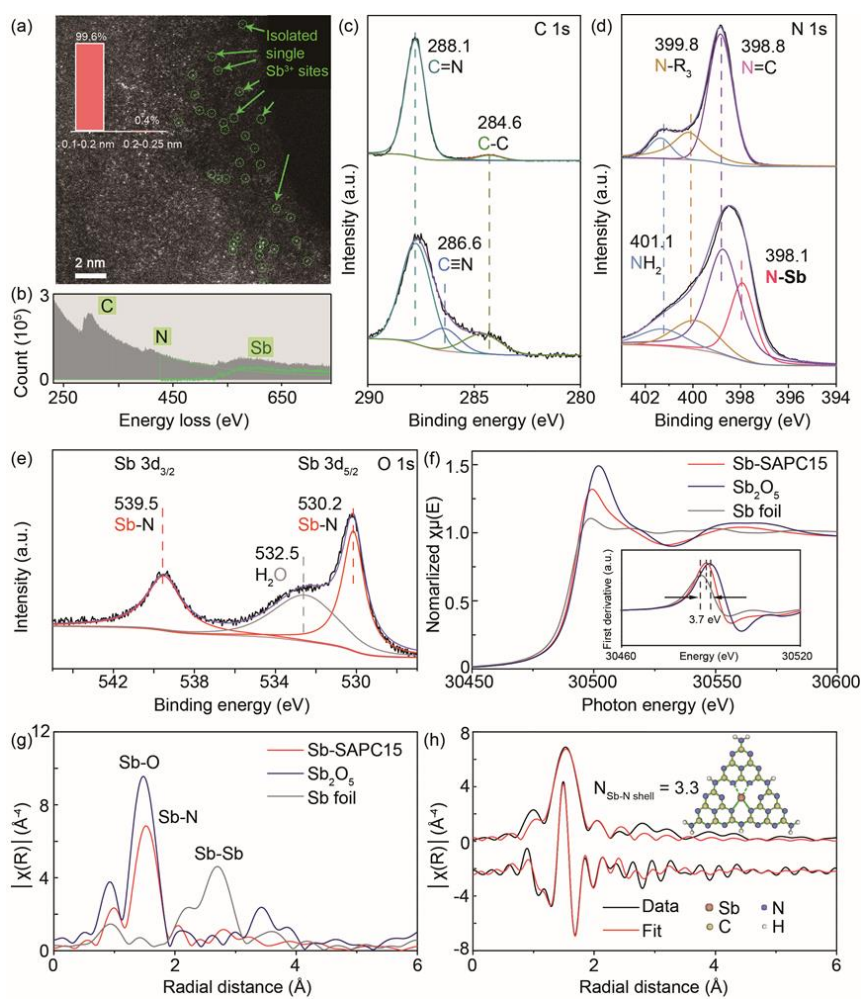 (a)
99.6%
0.4%
0.1-0.2 nm
0.2-0.25 nm
Isolated
single
Sb³⁺ sites
2 nm
(b)
Count (10⁵)
3
0
C
N
Sb
250
450
650
Energy loss (eV)
(c)
C 1s
288.1
C=N
284.6
C-C
286.6
C≡N
Intensity (a.u.)
290
288
284
280
Binding energy (eV)
(d)
N 1s
399.8
N-R₃
398.8
N=C
401.1
NH₂
398.1
N-Sb
Intensity (a.u.)
402
400
398
396
394
Binding energy (eV)
(e)
Sb 3d₃/₂
Sb 3d₅/₂
O 1s
539.5
Sb-N
530.2
Sb-N
532.5
H₂O
Intensity (a.u.)
542
538
534
530
Binding energy (eV)
(f)
Nomarlized χμ(E)
1.5
1.0
0.5
0.0
Sb-SAPC15
Sb₂O₅
Sb foil
First derivative (a.u.)
3.7 eV
30460
30520
Energy (eV)
30450
30500
30550
30600
Photon energy (eV)
(g)
|χ(R)| (Å⁻⁴)
12
8
4
0
Sb-O
Sb-N
Sb-Sb
Sb-SAPC15
Sb₂O₅
Sb foil
0
2
4
6
Radial distance (Å)
(h)
|χ(R)| (Å⁻⁴)
8
4
0
-4
-8
N Sb-N shell = 3.3
Data
Fit
Sb
N
C
H
0
2
4
6
Radial distance (Å)